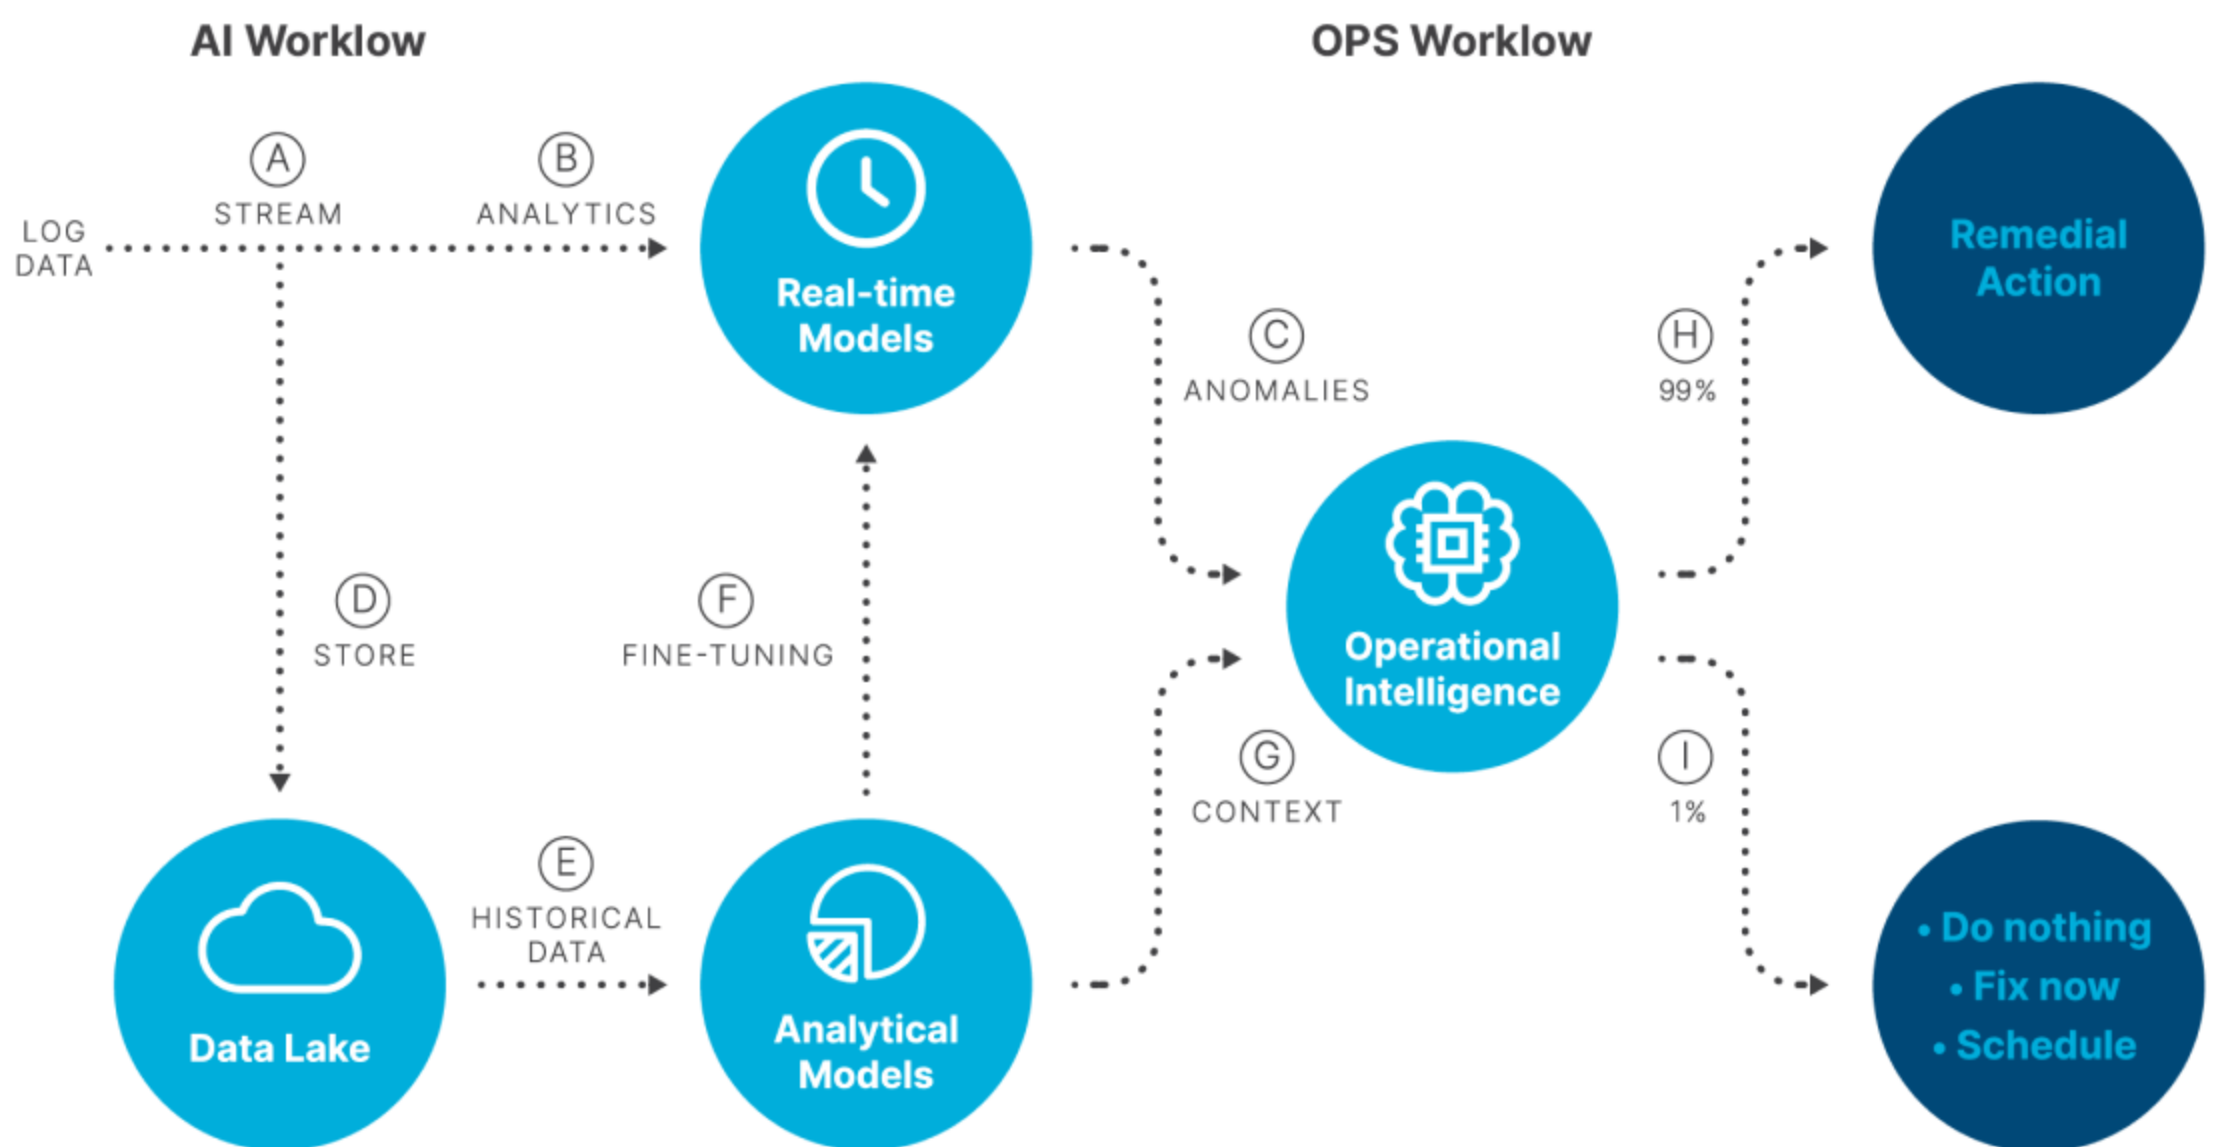 AI Worklow
OPS Worklow
LOG
DATA
A
STREAM
B
ANALYTICS
Real-time
Models
C
ANOMALIES
H
99%
Remedial
Action
D
STORE
F
FINE-TUNING
Operational
Intelligence
G
CONTEXT
I
1%
Data Lake
E
HISTORICAL
DATA
Analytical
Models
• Do nothing
• Fix now
• Schedule